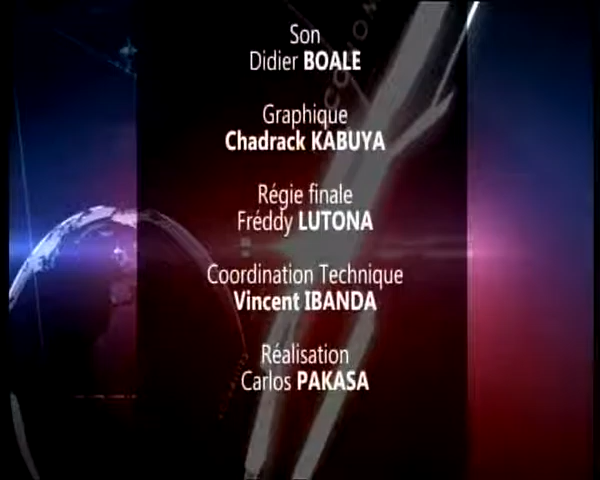 Son
Didier BOALE
Graphique
Chadrack KABUYA
Régie finale
Fréddy LUTONA
Coordination Technique
Vincent IBANDA
Réalisation
Carlos PAKASA